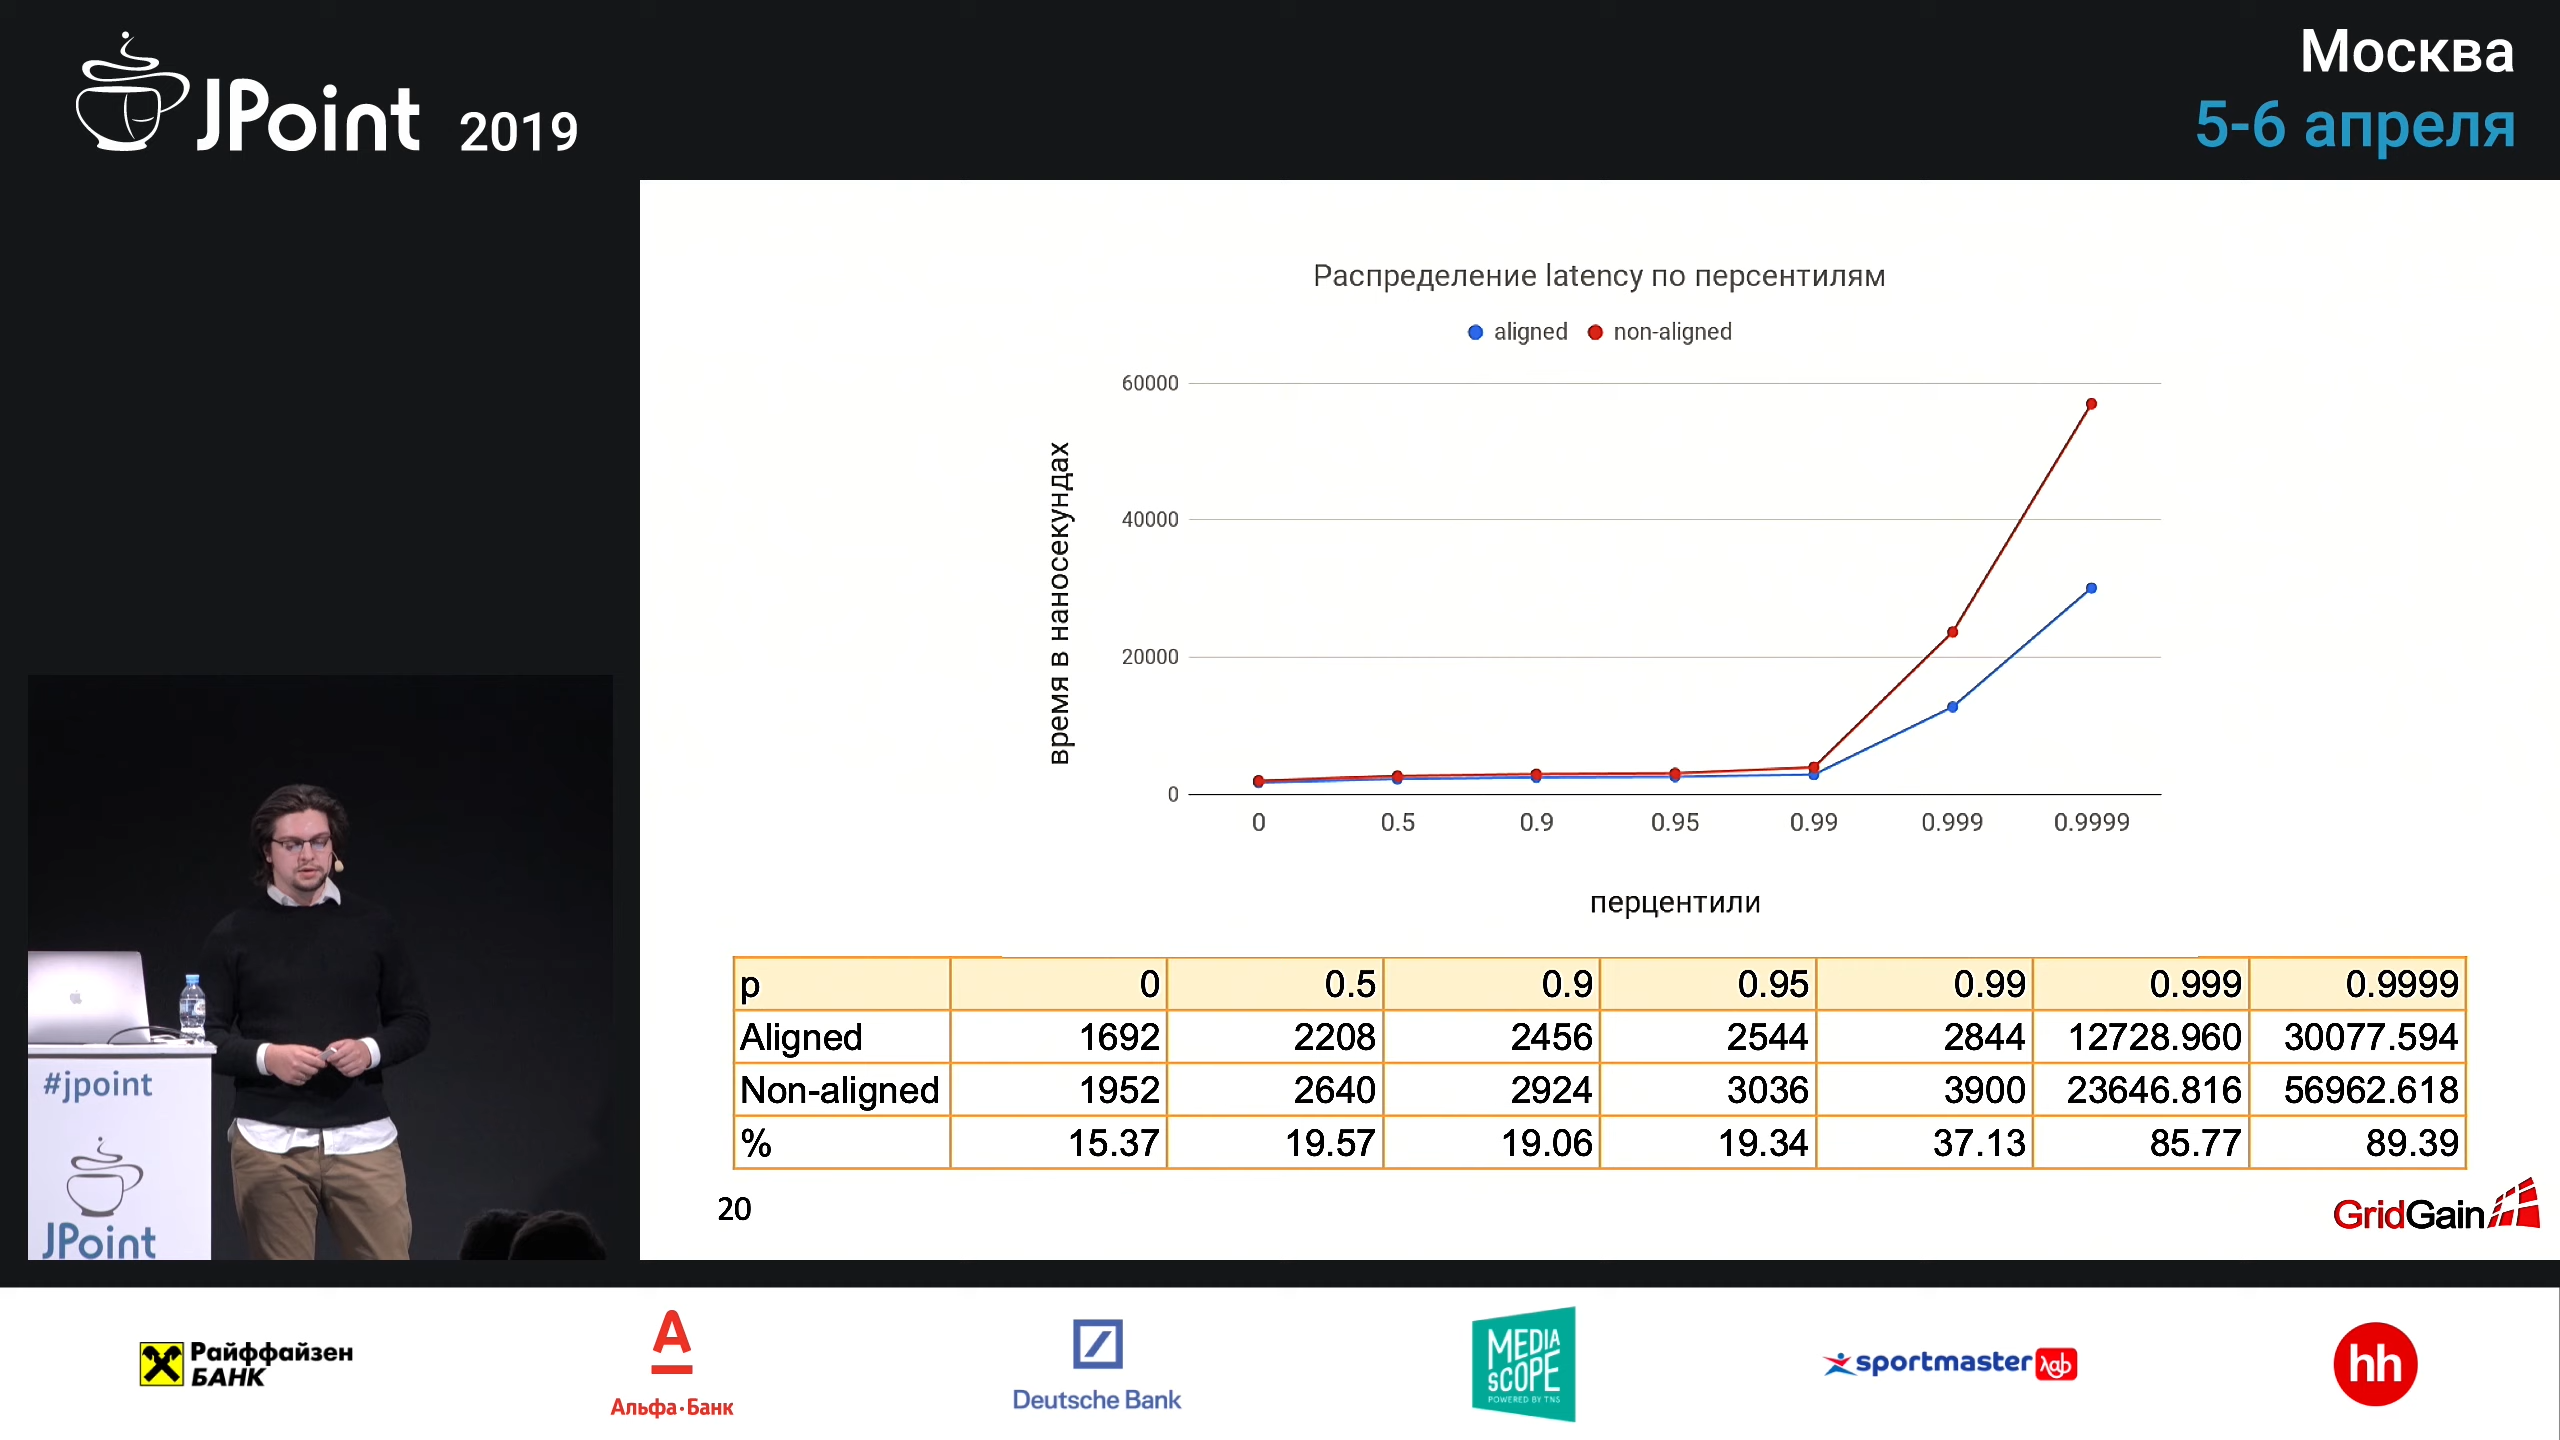 JPoint 2019
Москва
5-6 апреля
Распределение latency по персентилям
aligned non-aligned
время в наносекундах
60000
40000
20000
0
0 0.5 0.9 0.95 0.99 0.999 0.9999
перцентили
p 0 0.5 0.9 0.95 0.99 0.999 0.9999
Aligned 1692 2208 2456 2544 2844 12728.960 30077.594
Non-aligned 1952 2640 2924 3036 3900 23646.816 56962.618
% 15.37 19.57 19.06 19.34 37.13 85.77 89.39
20
GridGain
#jpoint
JPoint
Райффайзен
БАНК
Альфа·Банк
Deutsche Bank
MEDIA
SCOPE
POWERED BY TNS
sportmaster лаб
hh